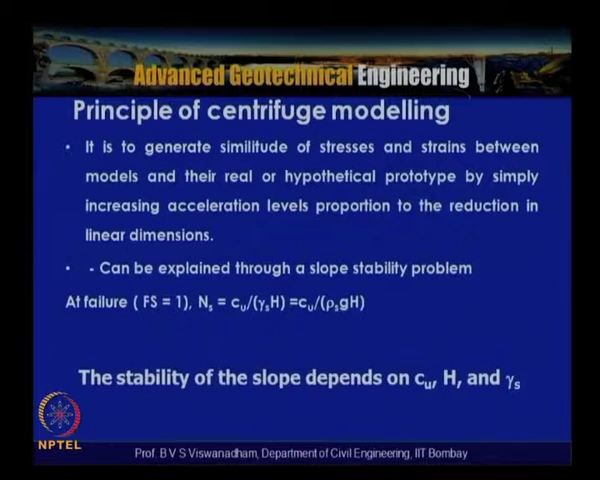 Advanced Geotechnical Engineering
Principle of centrifuge modelling
• It is to generate similitude of stresses and strains between
models and their real or hypothetical prototype by simply
increasing acceleration levels proportion to the reduction in
linear dimensions.
• - Can be explained through a slope stability problem
At failure ( FS = 1), Nₛ = cᵤ/(γₛH) =cᵤ/(ρₛgH)
The stability of the slope depends on cᵤ, H, and γₛ
NPTEL
Prof. B V S Viswanadham, Department of Civil Engineering, IIT Bombay